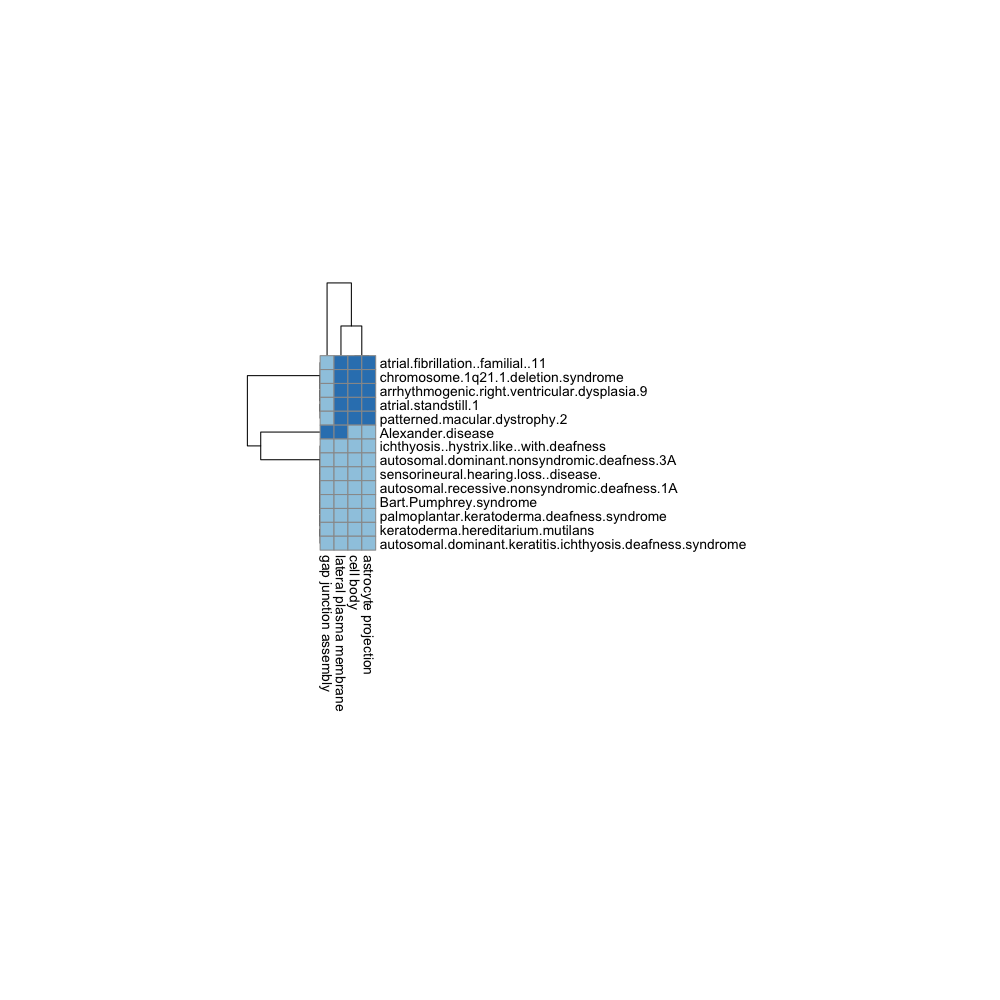 atrial.fibrillation..familial..11
chromosome.1q21.1.deletion.syndrome
arrhythmogenic.right.ventricular.dysplasia.9
atrial.standstill.1
patterned.macular.dystrophy.2
Alexander.disease
ichthyosis..hystrix.like..with.deafness
autosomal.dominant.nonsyndromic.deafness.3A
sensorineural.hearing.loss..disease.
autosomal.recessive.nonsyndromic.deafness.1A
Bart.Pumphrey.syndrome
palmoplantar.keratoderma.deafness.syndrome
keratoderma.hereditarium.mutilans
autosomal.dominant.keratitis.ichthyosis.deafness.syndrome
gap junction assembly
lateral plasma membrane
cell body
astrocyte projection